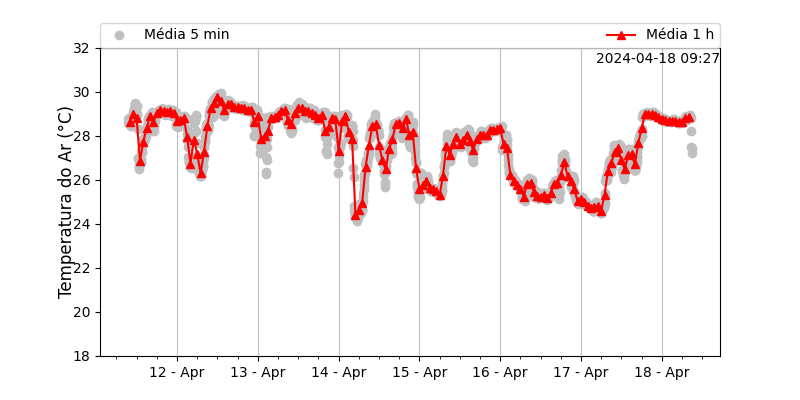 Média 5 min
Média 1 h
2024-04-18 09:27
Temperatura do Ar (°C)
32
30
28
26
24
22
20
18
12 - Apr
13 - Apr
14 - Apr
15 - Apr
16 - Apr
17 - Apr
18 - Apr